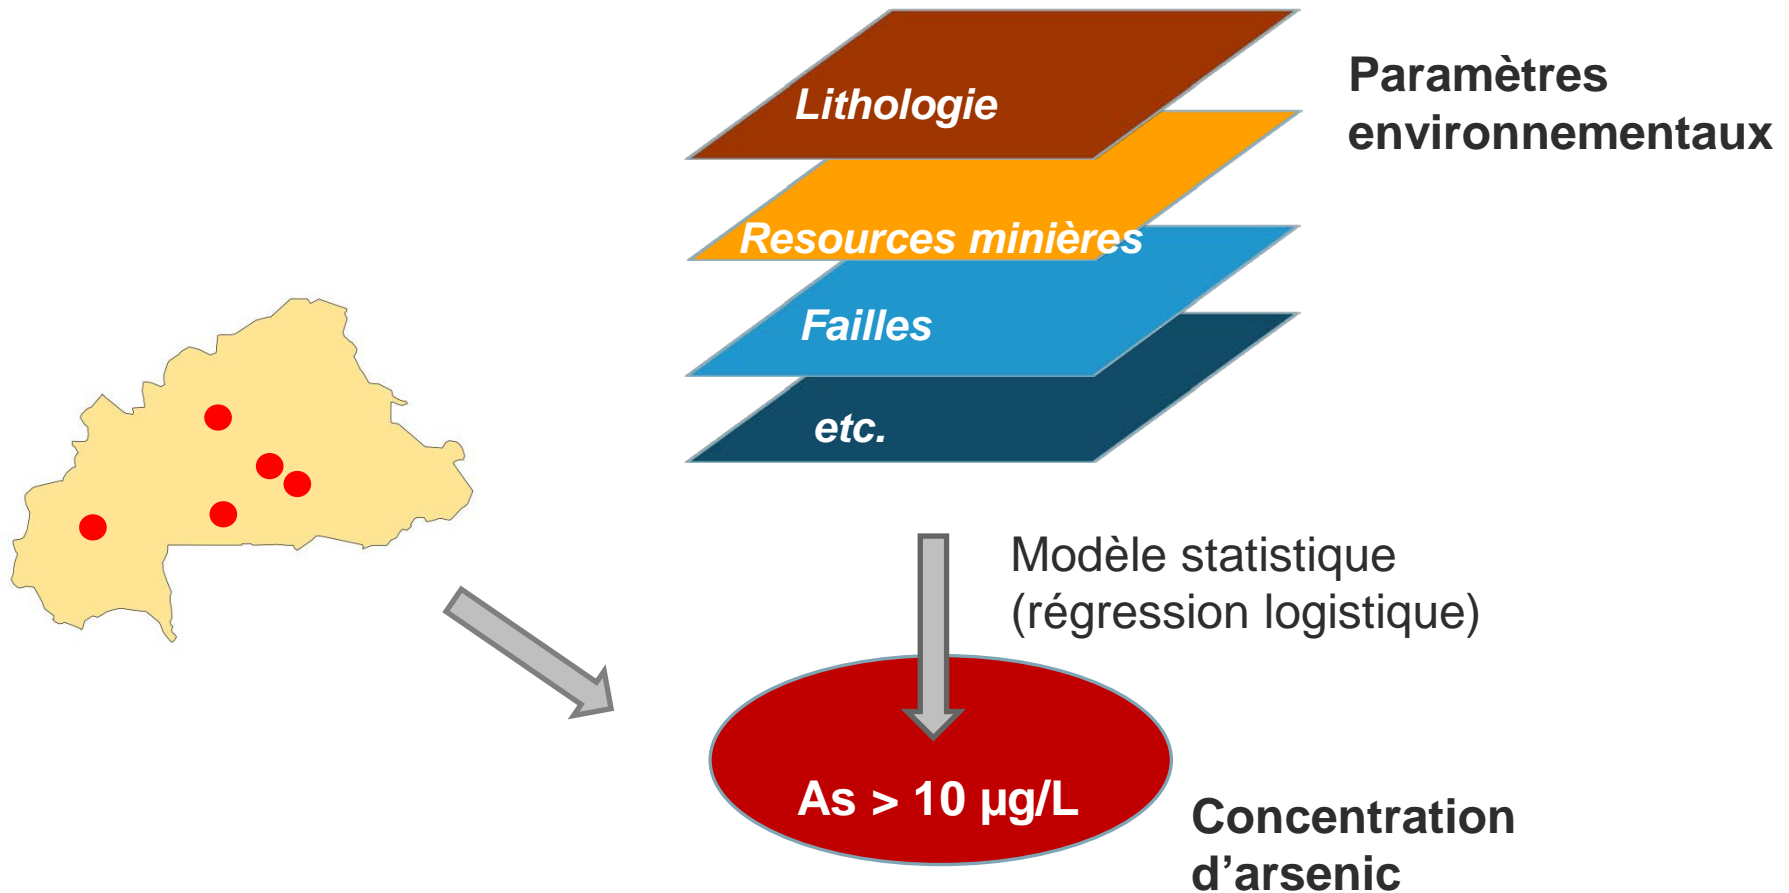 Lithologie
Resources minières
Failles
etc.
Paramètres
environnementaux
Modèle statistique
(régression logistique)
As > 10 µg/L
Concentration
d’arsenic